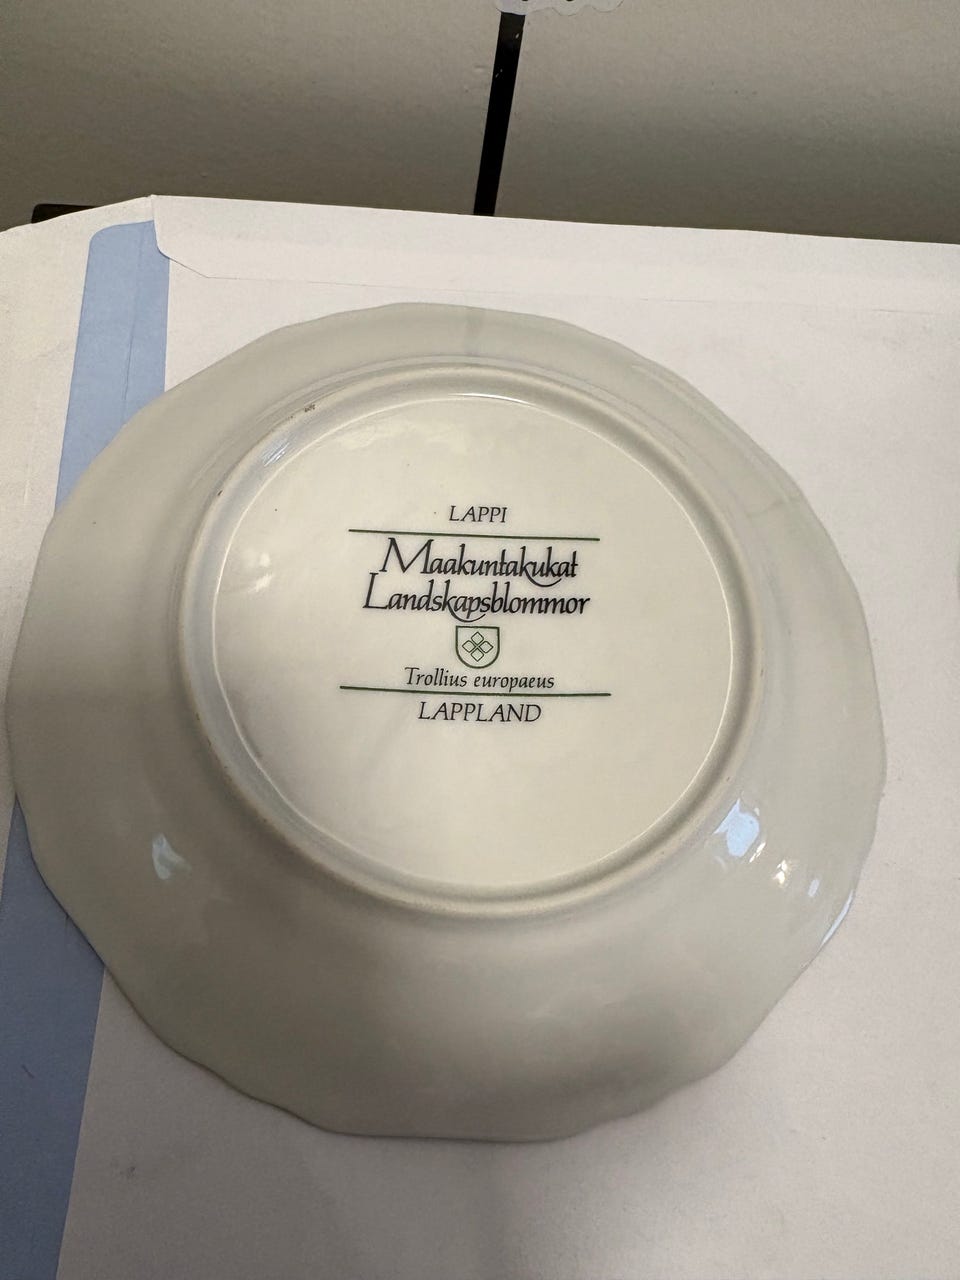 LAPPI
Maakuntakukat
Landskapsblommor
Trollius europaeus
LAPPLAND